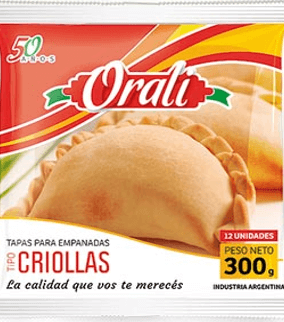 50
AÑOS
Orali
12 UNIDADES
PESO NETO
300g
TAPAS PARA EMPANADAS
TIPO CRIOLLAS
La calidad que vos te merecés
INDUSTRIA ARGENTINA